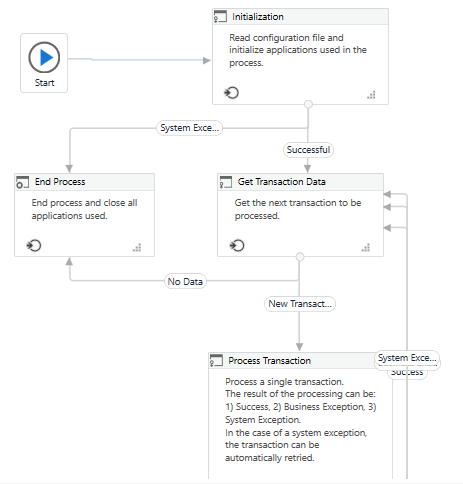 Initialization
Read configuration file and
initialize applications used in the
process.
Start
System Exce...
Successful
End Process
End process and close all
applications used.
Get Transaction Data
Get the next transaction to be
processed.
No Data
New Transact...
System Exce...
Success
Process Transaction
Process a single transaction.
The result of the processing can be:
1) Success, 2) Business Exception, 3)
System Exception.
In the case of a system exception,
the transaction can be
automatically retried.